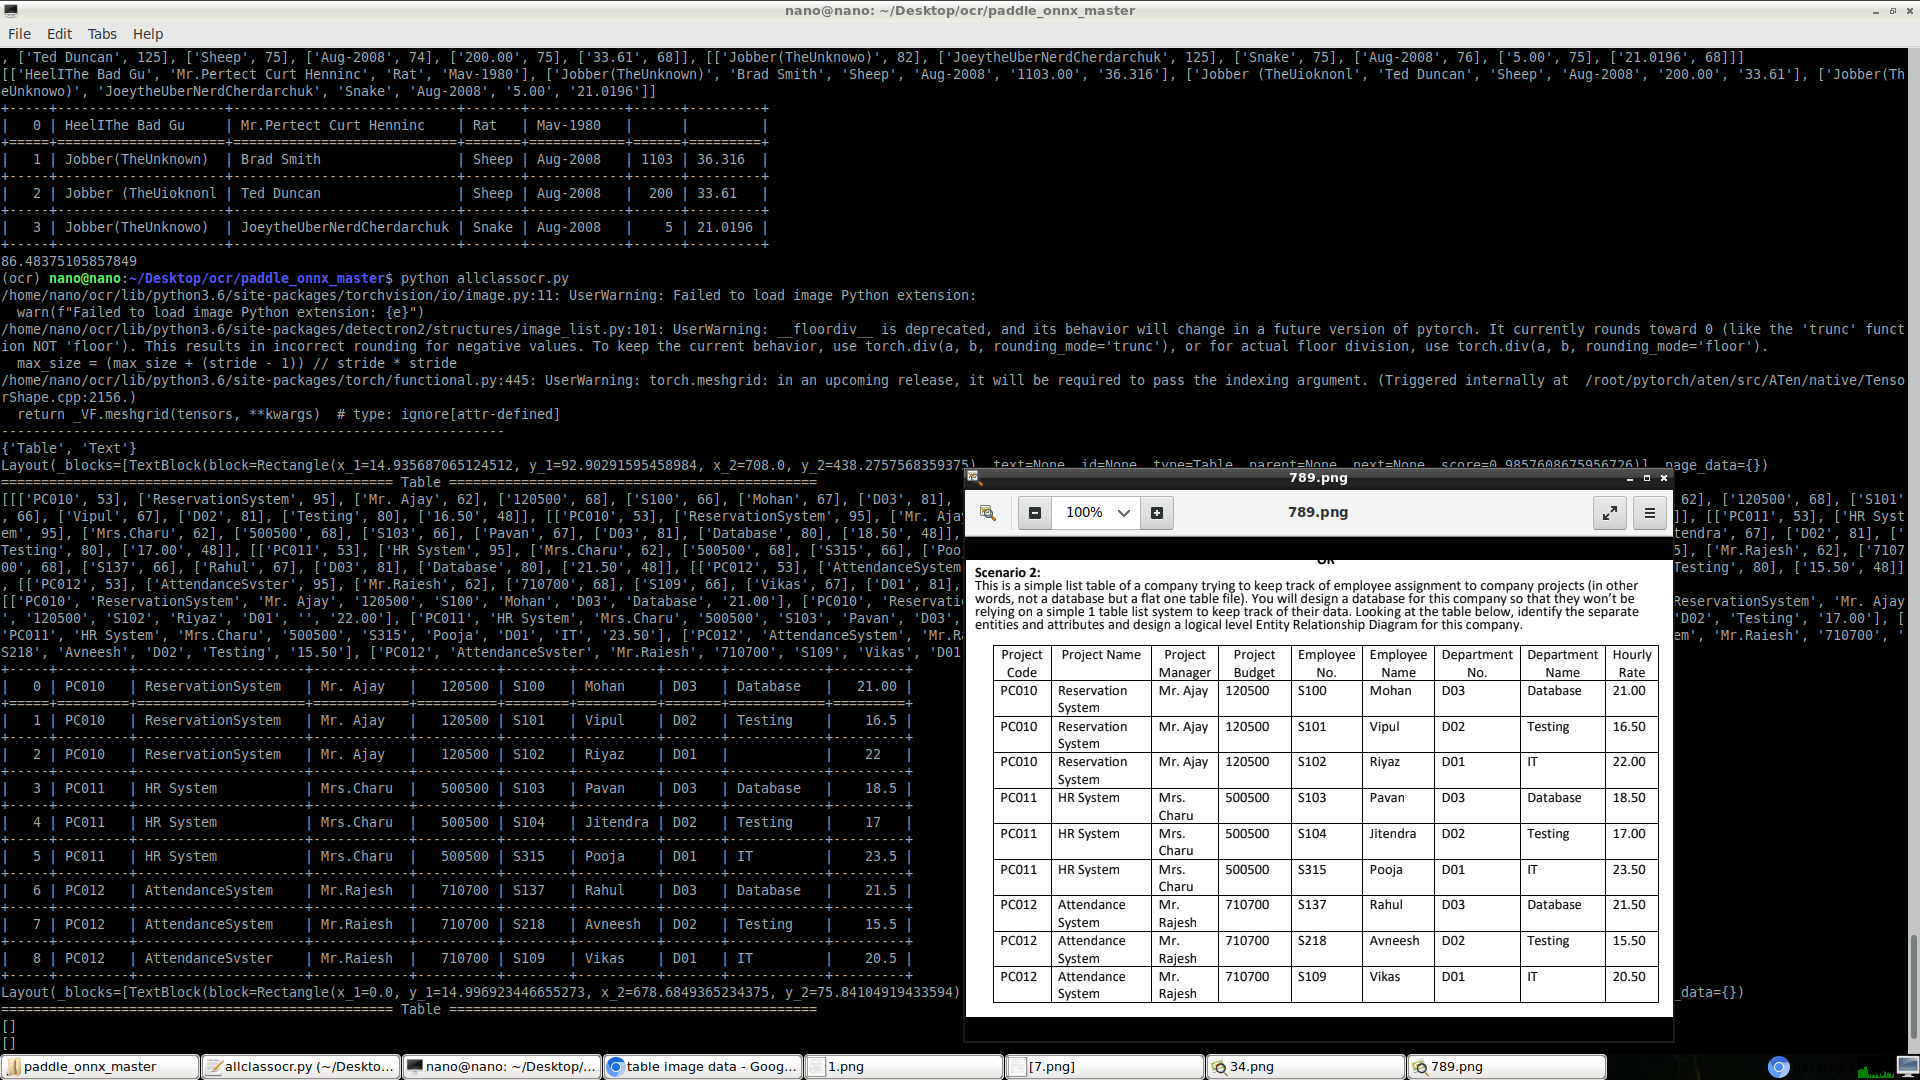 nano@nano: ~/Desktop/ocr/paddle_onnx_master
File Edit Tabs Help
, ['Ted Duncan', 125], ['Sheep', 75], ['Aug-2008', 74], ['200.00', 75], ['33.61', 68]], [['Jobber(TheUnknowo)', 82], ['JoeytheUberNerdCherdarchuk', 125], ['Snake', 75], ['Aug-2008', 76], ['5.00', 75], ['21.0196', 68]]]
[['HeelIThe Bad Gu', 'Mr.Pertect Curt Henninc', 'Rat', 'Mav-1980'], ['Jobber(TheUnknown)', 'Brad Smith', 'Sheep', 'Aug-2008', '1103.00', '36.316'], ['Jobber (TheUioknonl', 'Ted Duncan', 'Sheep', 'Aug-2008', '200.00', '33.61'], ['Jobber(Th
eUnknowo)', 'JoeytheUberNerdCherdarchuk', 'Snake', 'Aug-2008', '5.00', '21.0196']]
| 0 | HeelIThe Bad Gu | Mr.Pertect Curt Henninc | Rat | Mav-1980 | | |
| 1 | Jobber(TheUnknown) | Brad Smith | Sheep | Aug-2008 | 1103 | 36.316 |
| 2 | Jobber (TheUioknonl | Ted Duncan | Sheep | Aug-2008 | 200 | 33.61 |
| 3 | Jobber(TheUnknowo) | JoeytheUberNerdCherdarchuk | Snake | Aug-2008 | 5 | 21.0196 |
86.48375105857849
(ocr) nano@nano:~/Desktop/ocr/paddle_onnx_master$ python allclassocr.py
/home/nano/ocr/lib/python3.6/site-packages/torchvision/io/image.py:11: UserWarning: Failed to load image Python extension:
warn(f"Failed to load image Python extension: {e}")
/home/nano/ocr/lib/python3.6/site-packages/detectron2/structures/image_list.py:101: UserWarning: __floordiv__ is deprecated, and its behavior will change in a future version of pytorch. It currently rounds toward 0 (like the 'trunc' funct
ion NOT 'floor'). This results in incorrect rounding for negative values. To keep the current behavior, use torch.div(a, b, rounding_mode='trunc'), or for actual floor division, use torch.div(a, b, rounding_mode='floor').
max_size = (max_size + (stride - 1)) // stride * stride
/home/nano/ocr/lib/python3.6/site-packages/torch/functional.py:445: UserWarning: torch.meshgrid: in an upcoming release, it will be required to pass the indexing argument. (Triggered internally at /root/pytorch/aten/src/ATen/native/Tenso
rShape.cpp:2156.)
return _VF.meshgrid(tensors, **kwargs) # type: ignore[attr-defined]
--------------------------------------------------------------
{'Table', 'Text'}
Layout(_blocks=[TextBlock(block=Rectangle(x_1=14.935687065124512, y_1=92.90291595458984, x_2=708.0, y_2=438.2757568359375), text=None, id=None, type=Table, parent=None, next=None, score=0.9857608675956726)], page_data={})
================================================ Table ==============================================
[[['PC010', 53], ['ReservationSystem', 95], ['Mr. Ajay', 62], ['120500', 68], ['S100', 66], ['Mohan', 67], ['D03', 81], 62], ['120500', 68], ['S101'
, 66], ['Vipul', 67], ['D02', 81], ['Testing', 80], ['16.50', 48]], [['PC010', 53], ['ReservationSystem', 95], ['Mr. Ajay ]], [['PC011', 53], ['HR Syst
em', 95], ['Mrs.Charu', 62], ['500500', 68], ['S103', 66], ['Pavan', 67], ['D03', 81], ['Database', 80], ['18.50', 48]], tendra', 67], ['D02', 81], ['
Testing', 80], ['17.00', 48]], [['PC011', 53], ['HR System', 95], ['Mrs.Charu', 62], ['500500', 68], ['S315', 66], ['Poo 5], ['Mr.Rajesh', 62], ['7107
00', 68], ['S137', 66], ['Rahul', 67], ['D03', 81], ['Database', 80], ['21.50', 48]], [['PC012', 53], ['AttendanceSystem Testing', 80], ['15.50', 48]]
, [['PC012', 53], ['AttendanceSvster', 95], ['Mr.Raiesh', 62], ['710700', 68], ['S109', 66], ['Vikas', 67], ['D01', 81],
[['PC010', 'ReservationSystem', 'Mr. Ajay', '120500', 'S100', 'Mohan', 'D03', 'Database', '21.00'], ['PC010', 'Reservatio ReservationSystem', 'Mr. Ajay
', '120500', 'S102', 'Riyaz', 'D01', '', '22.00'], ['PC011', 'HR System', 'Mrs.Charu', '500500', 'S103', 'Pavan', 'D03', 'D02', 'Testing', '17.00'], [
'PC011', 'HR System', 'Mrs.Charu', '500500', 'S315', 'Pooja', 'D01', 'IT', '23.50'], ['PC012', 'AttendanceSystem', 'Mr.R em', 'Mr.Raiesh', '710700', '
S218', 'Avneesh', 'D02', 'Testing', '15.50'], ['PC012', 'AttendanceSvster', 'Mr.Raiesh', '710700', 'S109', 'Vikas', 'D01
| 0 | PC010 | ReservationSystem | Mr. Ajay | 120500 | S100 | Mohan | D03 | Database | 21.00 |
| 1 | PC010 | ReservationSystem | Mr. Ajay | 120500 | S101 | Vipul | D02 | Testing | 16.5 |
| 2 | PC010 | ReservationSystem | Mr. Ajay | 120500 | S102 | Riyaz | D01 | | 22 |
| 3 | PC011 | HR System | Mrs.Charu | 500500 | S103 | Pavan | D03 | Database | 18.5 |
| 4 | PC011 | HR System | Mrs.Charu | 500500 | S104 | Jitendra | D02 | Testing | 17 |
| 5 | PC011 | HR System | Mrs.Charu | 500500 | S315 | Pooja | D01 | IT | 23.5 |
| 6 | PC012 | AttendanceSystem | Mr.Rajesh | 710700 | S137 | Rahul | D03 | Database | 21.5 |
| 7 | PC012 | AttendanceSystem | Mr.Raiesh | 710700 | S218 | Avneesh | D02 | Testing | 15.5 |
| 8 | PC012 | AttendanceSvster | Mr.Raiesh | 710700 | S109 | Vikas | D01 | IT | 20.5 |
Layout(_blocks=[TextBlock(block=Rectangle(x_1=0.0, y_1=14.996923446655273, x_2=678.6849365234375, y_2=75.84104919433594) _data={})
================================================ Table ==============================================
[]
[]
789.png
100%
789.png
OR
Scenario 2:
This is a simple list table of a company trying to keep track of employee assignment to company projects (in other
words, not a database but a flat one table file). You will design a database for this company so that they won't be
relying on a simple 1 table list system to keep track of their data. Looking at the table below, identify the separate
entities and attributes and design a logical level Entity Relationship Diagram for this company.
Project Code | Project Name | Project Manager | Project Budget | Employee No. | Employee Name | Department No. | Department Name | Hourly Rate
PC010 | Reservation System | Mr. Ajay | 120500 | S100 | Mohan | D03 | Database | 21.00
PC010 | Reservation System | Mr. Ajay | 120500 | S101 | Vipul | D02 | Testing | 16.50
PC010 | Reservation System | Mr. Ajay | 120500 | S102 | Riyaz | D01 | IT | 22.00
PC011 | HR System | Mrs. Charu | 500500 | S103 | Pavan | D03 | Database | 18.50
PC011 | HR System | Mrs. Charu | 500500 | S104 | Jitendra | D02 | Testing | 17.00
PC011 | HR System | Mrs. Charu | 500500 | S315 | Pooja | D01 | IT | 23.50
PC012 | Attendance System | Mr. Rajesh | 710700 | S137 | Rahul | D03 | Database | 21.50
PC012 | Attendance System | Mr. Rajesh | 710700 | S218 | Avneesh | D02 | Testing | 15.50
PC012 | Attendance System | Mr. Rajesh | 710700 | S109 | Vikas | D01 | IT | 20.50
paddle_onnx_master
allclassocr.py (~/Deskto...
nano@nano: ~/Desktop/...
table image data - Goog...
1.png
[7.png]
34.png
789.png